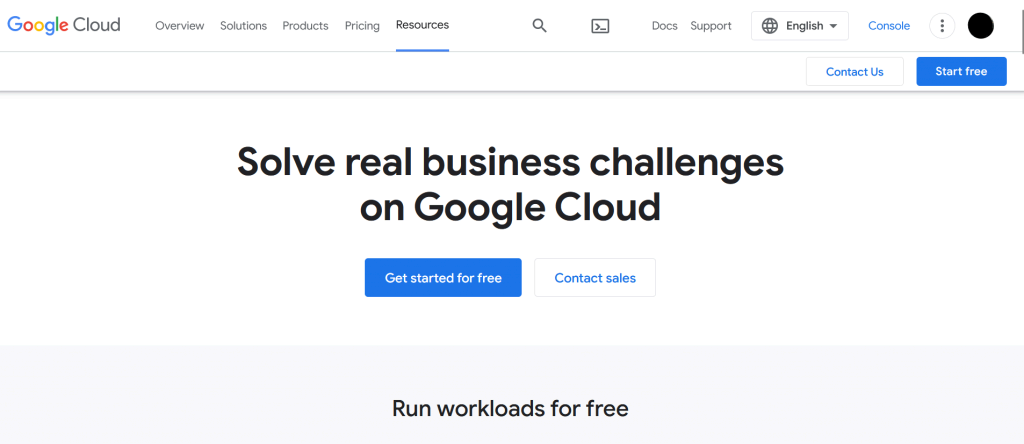 Google Cloud Overview Solutions Products Pricing Resources Docs Support English Console
Contact Us Start free
Solve real business challenges
on Google Cloud
Get started for free Contact sales
Run workloads for free